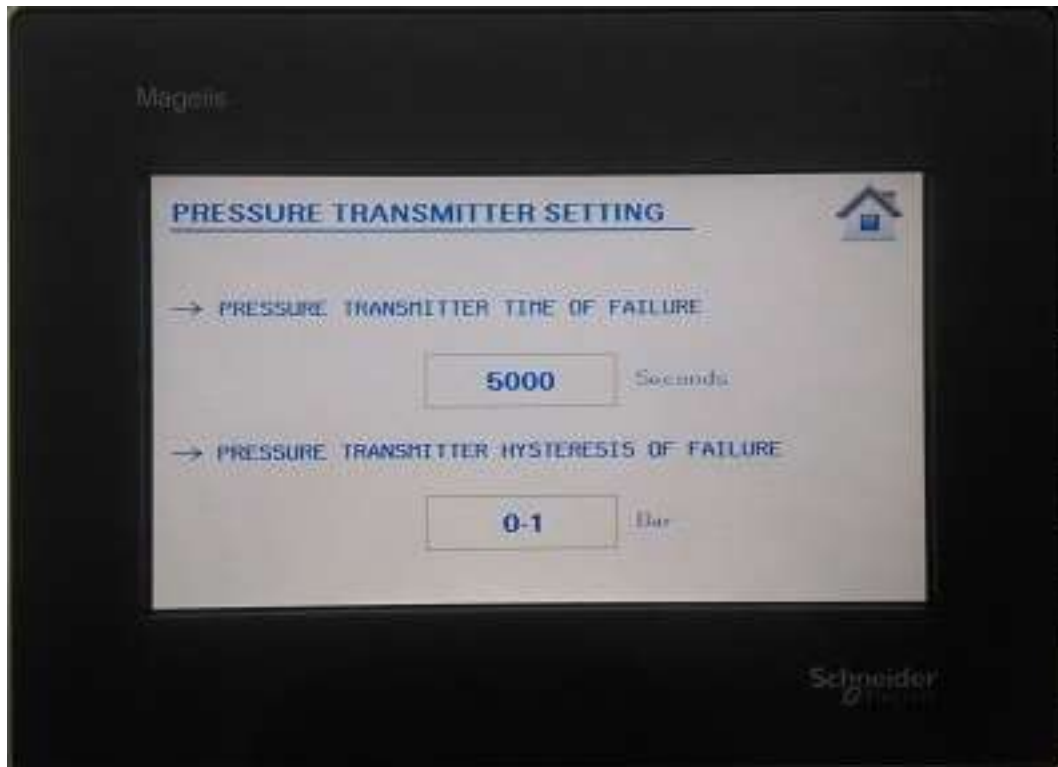 Magelis
PRESSURE TRANSMITTER SETTING
→ PRESSURE TRANSMITTER TIME OF FAILURE
5000 Seconds
→ PRESSURE TRANSMITTER HYSTERESIS OF FAILURE
0-1 Bar
Schneider